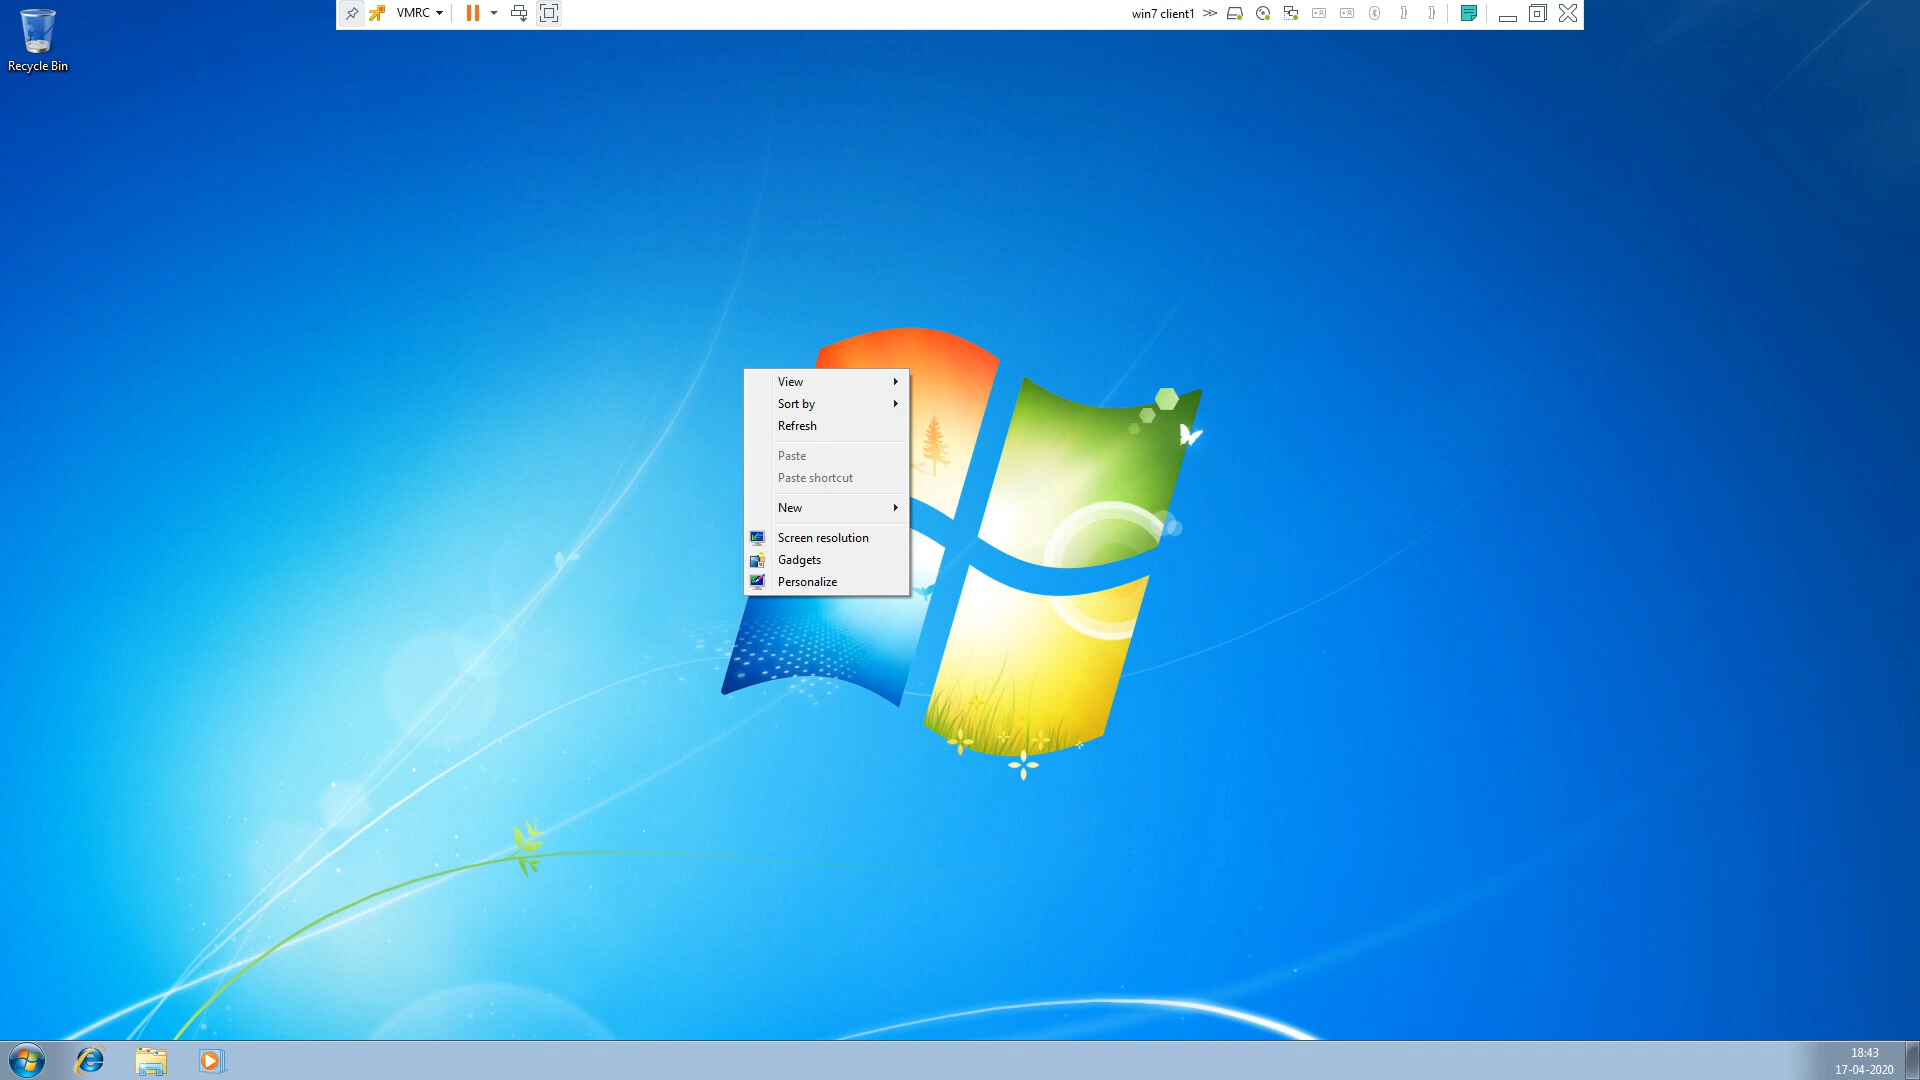 VMRC
win7 client1
Recycle Bin
View
Sort by
Refresh
Paste
Paste shortcut
New
Screen resolution
Gadgets
Personalize
18:43
17-04-2020